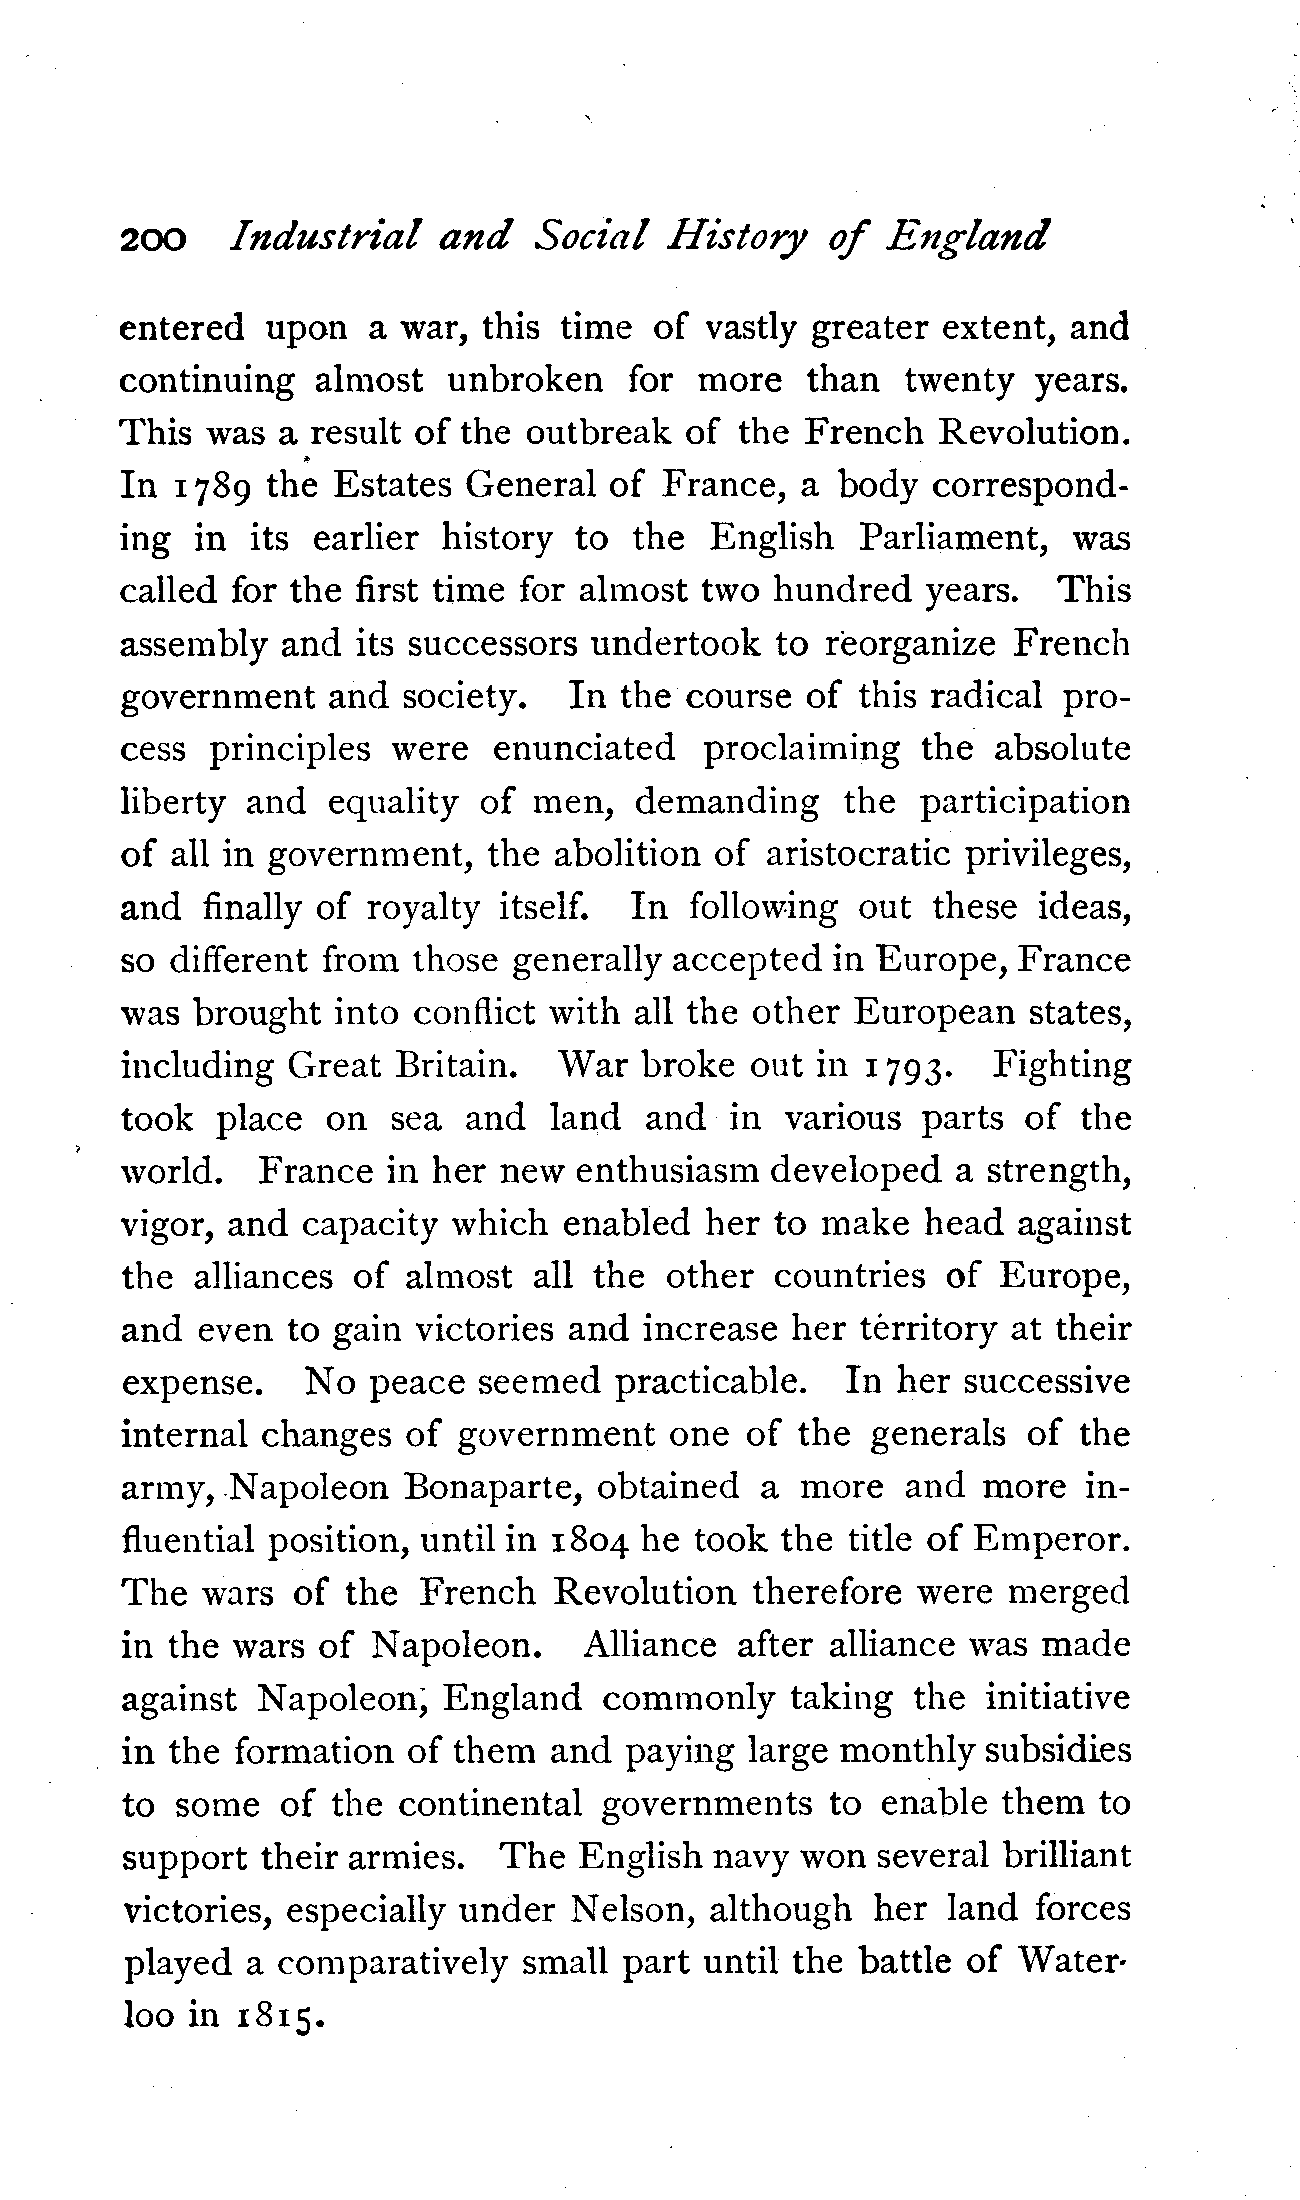 200 Industrial and Social History of England
entered upon a war, this time of vastly greater extent, and
continuing almost unbroken for more than twenty years.
This was a result of the outbreak of the French Revolution.
In 1789 the Estates General of France, a body correspond-
ing in its earlier history to the English Parliament, was
called for the first time for almost two hundred years. This
assembly and its successors undertook to reorganize French
government and society. In the course of this radical pro-
cess principles were enunciated proclaiming the absolute
liberty and equality of men, demanding the participation
of all in government, the abolition of aristocratic privileges,
and finally of royalty itself. In following out these ideas,
so different from those generally accepted in Europe, France
was brought into conflict with all the other European states,
including Great Britain. War broke out in 1793. Fighting
took place on sea and land and in various parts of the
world. France in her new enthusiasm developed a strength,
vigor, and capacity which enabled her to make head against
the alliances of almost all the other countries of Europe,
and even to gain victories and increase her territory at their
expense. No peace seemed practicable. In her successive
internal changes of government one of the generals of the
army, Napoleon Bonaparte, obtained a more and more in-
fluential position, until in 1804 he took the title of Emperor.
The wars of the French Revolution therefore were merged
in the wars of Napoleon. Alliance after alliance was made
against Napoleon, England commonly taking the initiative
in the formation of them and paying large monthly subsidies
to some of the continental governments to enable them to
support their armies. The English navy won several brilliant
victories, especially under Nelson, although her land forces
played a comparatively small part until the battle of Water-
loo in 1815.